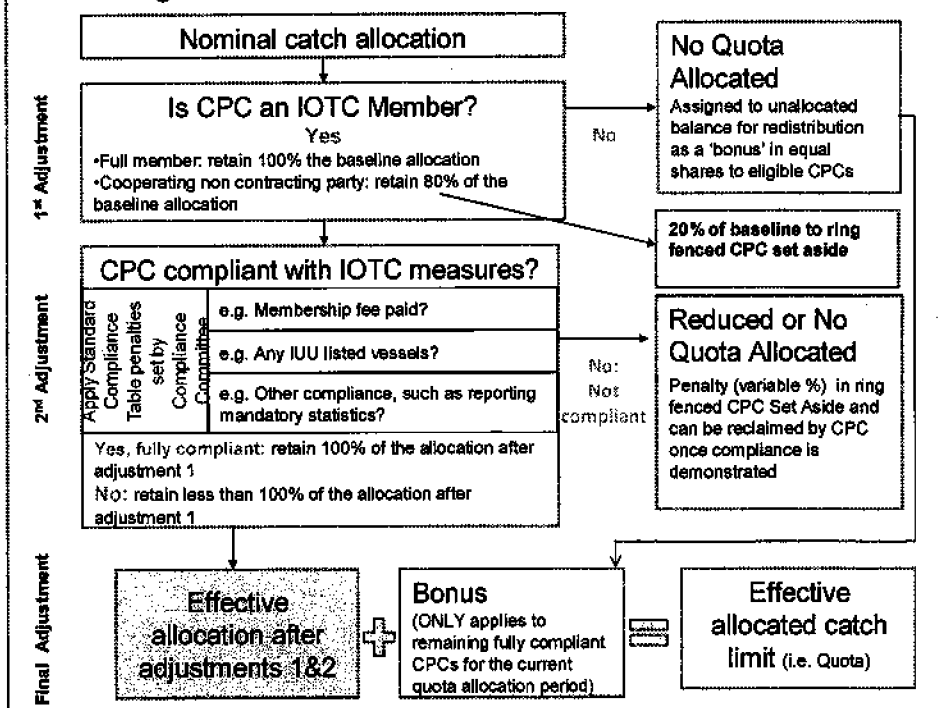 Nominal catch allocation
1st Adjustment
Is CPC an IOTC Member?
Yes
•Full member: retain 100% the baseline allocation
•Cooperating non contracting party: retain 80% of the
baseline allocation
No
No Quota
Allocated
Assigned to unallocated
balance for redistribution
as a 'bonus' in equal
shares to eligible CPCs
20% of baseline to ring
fenced CPC set aside
2nd Adjustment
CPC compliant with IOTC measures?
Apply Standard
Compliance
Table penalties
set by
Compliance
Committee
e.g. Membership fee paid?
e.g. Any IUU listed vessels?
e.g. Other compliance, such as reporting
mandatory statistics?
Yes, fully compliant: retain 100% of the allocation after
adjustment 1
No: retain less than 100% of the allocation after
adjustment 1
No:
Not
compliant
Reduced or No
Quota Allocated
Penalty (variable %) in ring
fenced CPC Set Aside and
can be reclaimed by CPC
once compliance is
demonstrated
Final Adjustment
Effective
allocation after
adjustments 1&2
Bonus
(ONLY applies to
remaining fully compliant
CPCs for the current
quota allocation period)
Effective
allocated catch
limit (i.e. Quota)